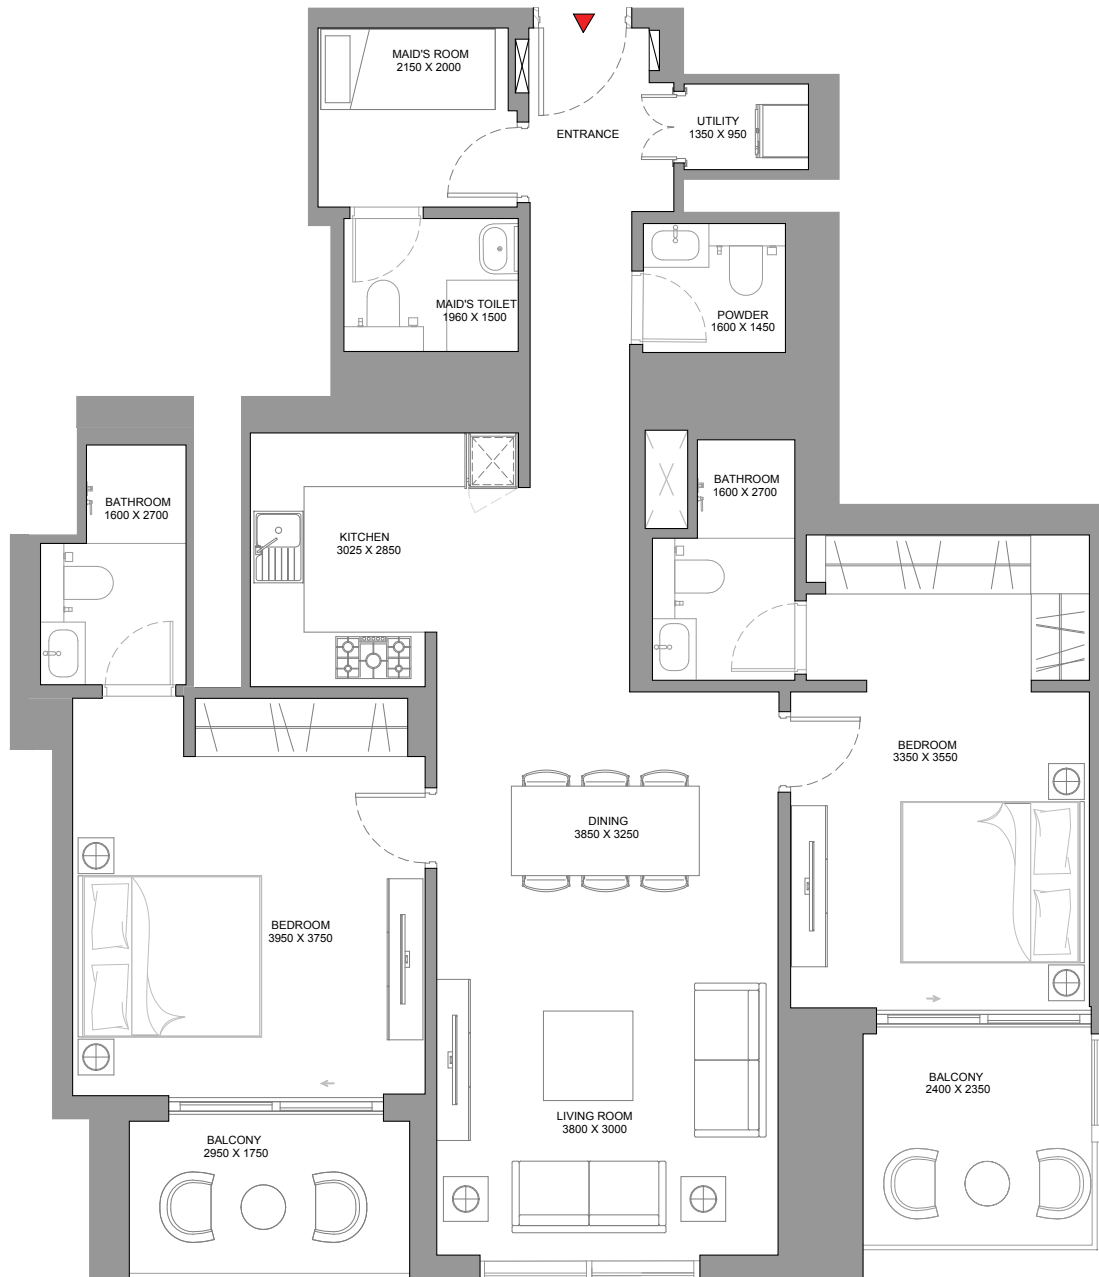 MAID'S ROOM
2150 X 2000
UTILITY
1350 X 950
ENTRANCE
MAID'S TOILET
1960 X 1500
POWDER
1600 X 1450
BATHROOM
1600 X 2700
KITCHEN
3025 X 2850
BATHROOM
1600 X 2700
BEDROOM
3350 X 3550
DINING
3850 X 3250
BEDROOM
3950 X 3750
LIVING ROOM
3800 X 3000
BALCONY
2400 X 2350
BALCONY
2950 X 1750